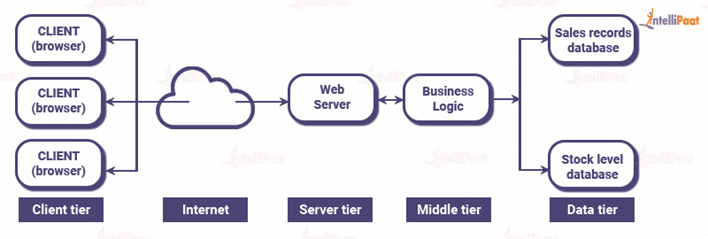 IntelliPaat
CLIENT
(browser)
CLIENT
(browser)
CLIENT
(browser)
Web
Server
Business
Logic
Sales records
database
Stock level
database
Client tier
Internet
Server tier
Middle tier
Data tier